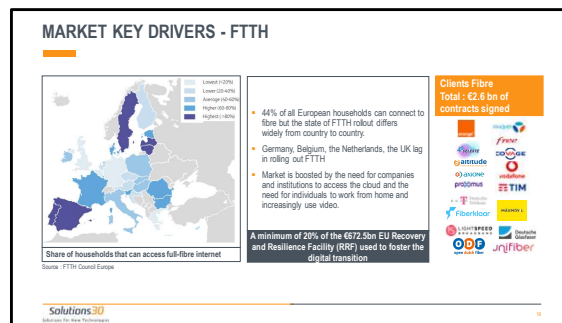 MARKET KEY DRIVERS - FTTH
Lowest (<20%)
Lower (20-40%)
Average (40-60%)
Higher (60-80%)
Highest (>80%)
Share of households that can access full-fibre internet
Source : FTTH Council Europe
44% of all European households can connect to
fibre but the state of FTTH rollout differs
widely from country to country.
Germany, Belgium, the Netherlands, the UK lag
in rolling out FTTH
Market is boosted by the need for companies
and institutions to access the cloud and the
need for individuals to work from home and
increasingly use video.
A minimum of 20% of the €672.5bn EU Recovery
and Resilience Facility (RRF) used to foster the
digital transition
Clients Fibre
Total : €2.6 bn of
contracts signed
orange
free
COVAGE
altitude
axione
vodafone
proximus
TIM
Deutsche
Telekom
Fiberklaar
LIGHTSPEED
BROADBAND
Deutsche
Glasfaser
ODF
open dutch fiber
unifiber
Solutions30
Solutions For New Technologies